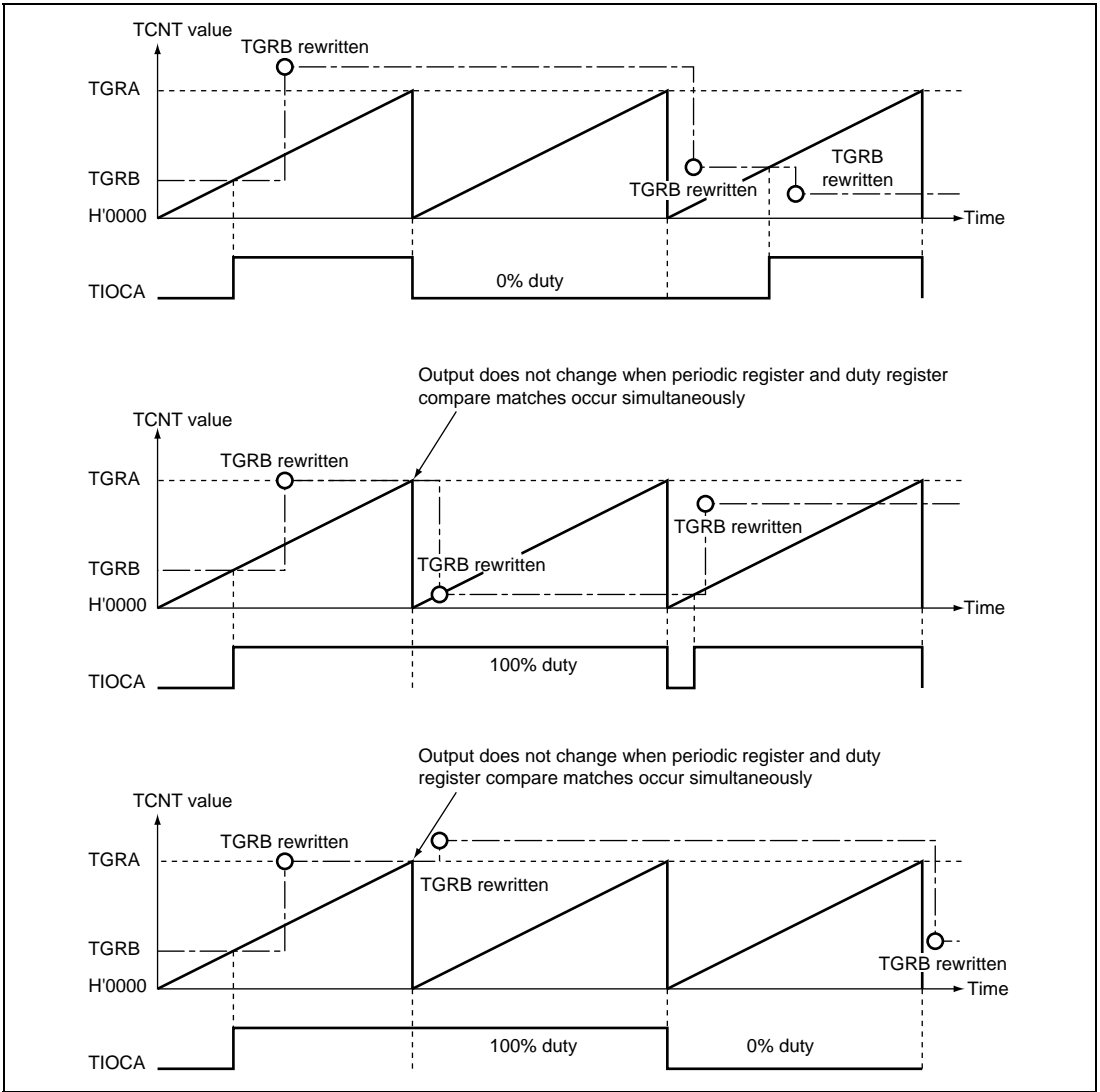 TCNT value
TGRB rewritten
TGRA
TGRB
TGRB rewritten
TGRB
rewritten
H'0000
Time
0% duty
TIOCA
Output does not change when periodic register and duty register
compare matches occur simultaneously
TCNT value
TGRB rewritten
TGRA
TGRB rewritten
TGRB rewritten
TGRB
H'0000
Time
100% duty
TIOCA
Output does not change when periodic register and duty
register compare matches occur simultaneously
TCNT value
TGRB rewritten
TGRA
TGRB rewritten
TGRB
TGRB rewritten
H'0000
Time
100% duty
0% duty
TIOCA